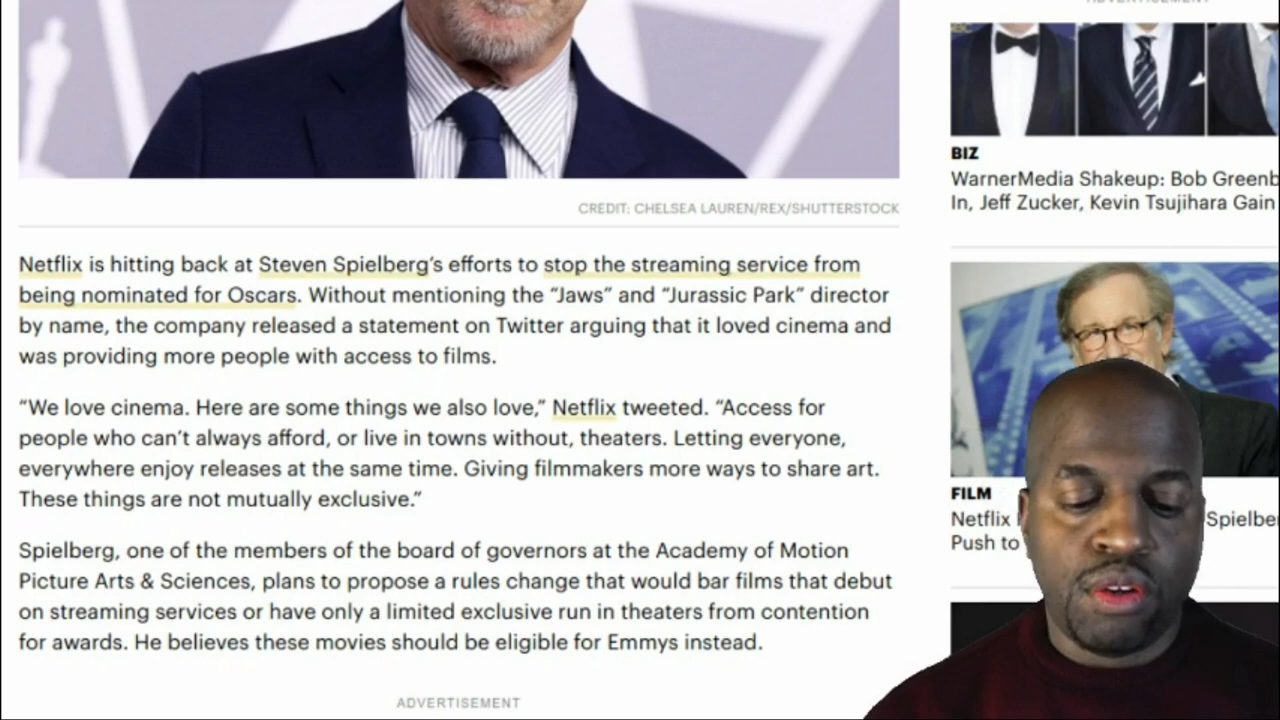 ADVERTISEMENT
CREDIT: CHELSEA LAUREN/REX/SHUTTERSTOCK
Netflix is hitting back at Steven Spielberg’s efforts to stop the streaming service from
being nominated for Oscars. Without mentioning the “Jaws” and “Jurassic Park” director
by name, the company released a statement on Twitter arguing that it loved cinema and
was providing more people with access to films.
“We love cinema. Here are some things we also love,” Netflix tweeted. “Access for
people who can’t always afford, or live in towns without, theaters. Letting everyone,
everywhere enjoy releases at the same time. Giving filmmakers more ways to share art.
These things are not mutually exclusive.”
Spielberg, one of the members of the board of governors at the Academy of Motion
Picture Arts & Sciences, plans to propose a rules change that would bar films that debut
on streaming services or have only a limited exclusive run in theaters from contention
for awards. He believes these movies should be eligible for Emmys instead.
ADVERTISEMENT
BIZ
WarnerMedia Shakeup: Bob
In, Jeff Zucker, Kevin Tsujihara Gain
FILM
Netflix
Push to